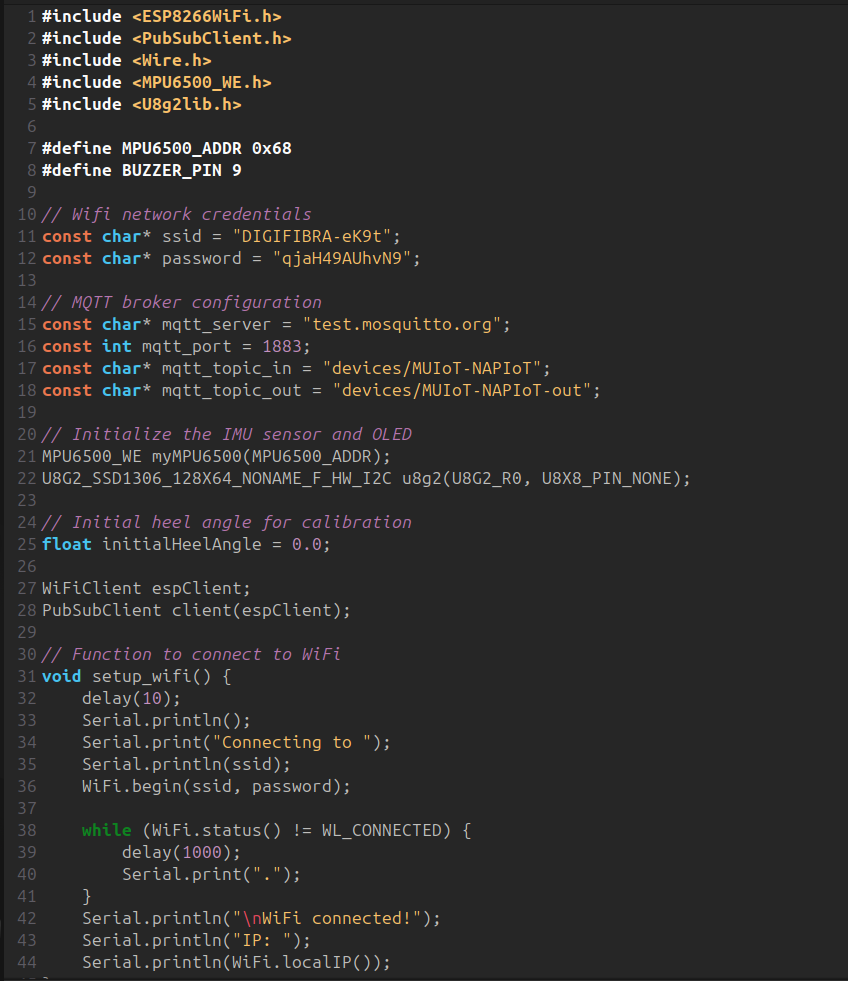 1 #include <ESP8266WiFi.h>
2 #include <PubSubClient.h>
3 #include <Wire.h>
4 #include <MPU6500_WE.h>
5 #include <U8g2lib.h>
6
7 #define MPU6500_ADDR 0x68
8 #define BUZZER_PIN 9
9
10 // Wifi network credentials
11 const char* ssid = "DIGIFIBRA-eK9t";
12 const char* password = "qjaH49AUhvN9";
13
14 // MQTT broker configuration
15 const char* mqtt_server = "test.mosquitto.org";
16 const int mqtt_port = 1883;
17 const char* mqtt_topic_in = "devices/MUIoT-NAPIoT";
18 const char* mqtt_topic_out = "devices/MUIoT-NAPIoT-out";
19
20 // Initialize the IMU sensor and OLED
21 MPU6500_WE myMPU6500(MPU6500_ADDR);
22 U8G2_SSD1306_128X64_NONAME_F_HW_I2C u8g2(U8G2_R0, U8X8_PIN_NONE);
23
24 // Initial heel angle for calibration
25 float initialHeelAngle = 0.0;
26
27 WiFiClient espClient;
28 PubSubClient client(espClient);
29
30 // Function to connect to WiFi
31 void setup_wifi() {
32     delay(10);
33     Serial.println();
34     Serial.print("Connecting to ");
35     Serial.println(ssid);
36     WiFi.begin(ssid, password);
37
38     while (WiFi.status() != WL_CONNECTED) {
39         delay(1000);
40         Serial.print(".");
41     }
42     Serial.println("\nWiFi connected!");
43     Serial.println("IP: ");
44     Serial.println(WiFi.localIP());